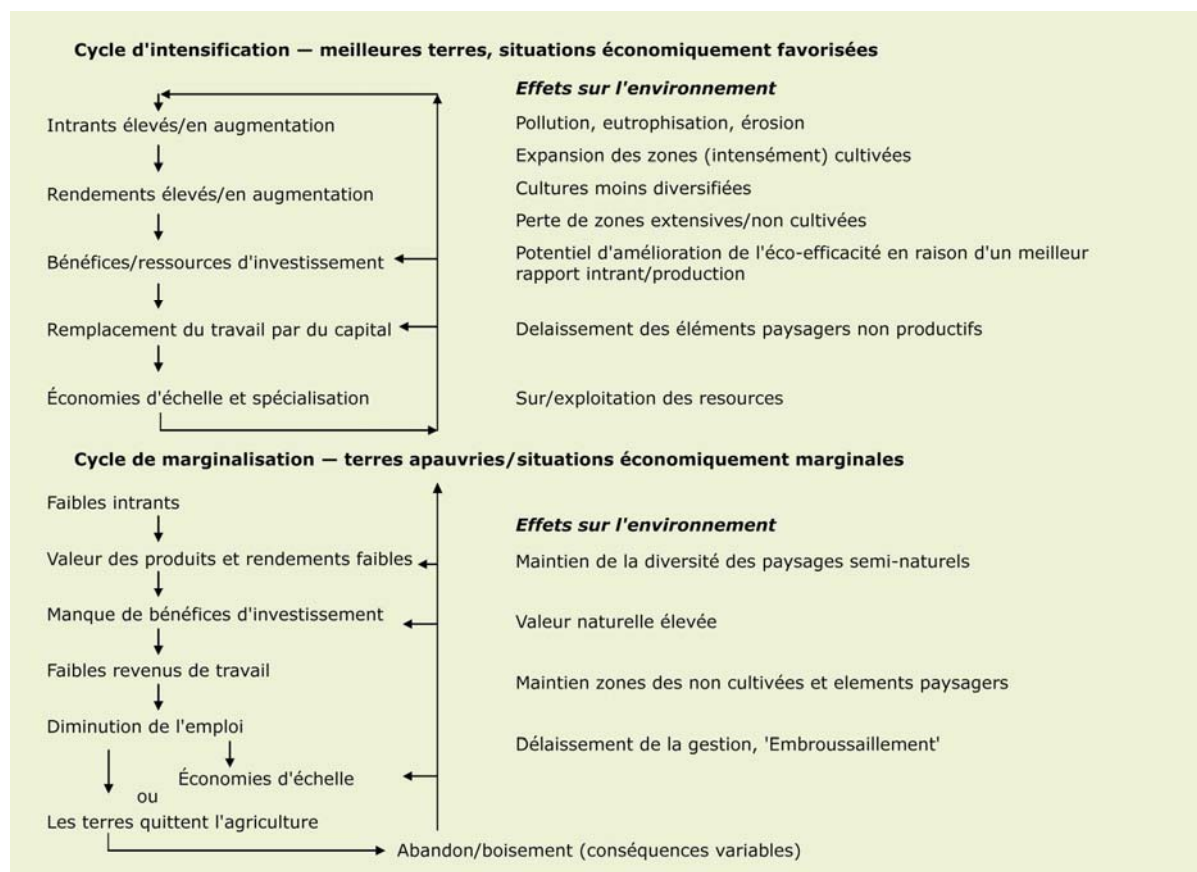 Cycle d'intensification — meilleures terres, situations économiquement favorisées
Effets sur l'environnement
Intrants élevés/en augmentation
Pollution, eutrophisation, érosion
Expansion des zones (intensément) cultivées
Rendements élevés/en augmentation
Cultures moins diversifiées
Perte de zones extensives/non cultivées
Bénéfices/ressources d'investissement
Potentiel d'amélioration de l'éco-efficacité en raison d'un meilleur
rapport intrant/production
Remplacement du travail par du capital
Delaissement des éléments paysagers non productifs
Économies d'échelle et spécialisation
Sur/exploitation des resources
Cycle de marginalisation — terres apauvries/situations économiquement marginales
Faibles intrants
Effets sur l'environnement
Valeur des produits et rendements faibles
Maintien de la diversité des paysages semi-naturels
Manque de bénéfices d'investissement
Valeur naturelle élevée
Faibles revenus de travail
Maintien zones des non cultivées et elements paysagers
Diminution de l'emploi
Délaissement de la gestion, 'Embroussaillement'
Économies d'échelle
ou
Les terres quittent l'agriculture
Abandon/boisement (conséquences variables)